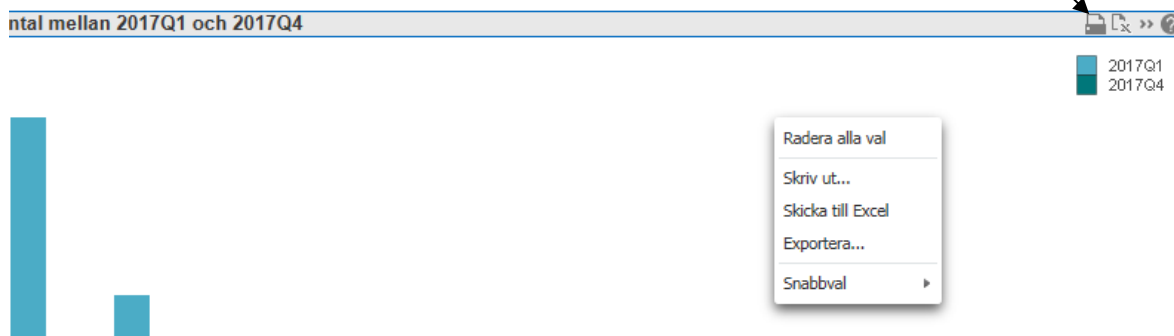 ntal mellan 2017Q1 och 2017Q4
2017Q1
2017Q4
Radera alla val
Skriv ut...
Skicka till Excel
Exportera...
Snabbval